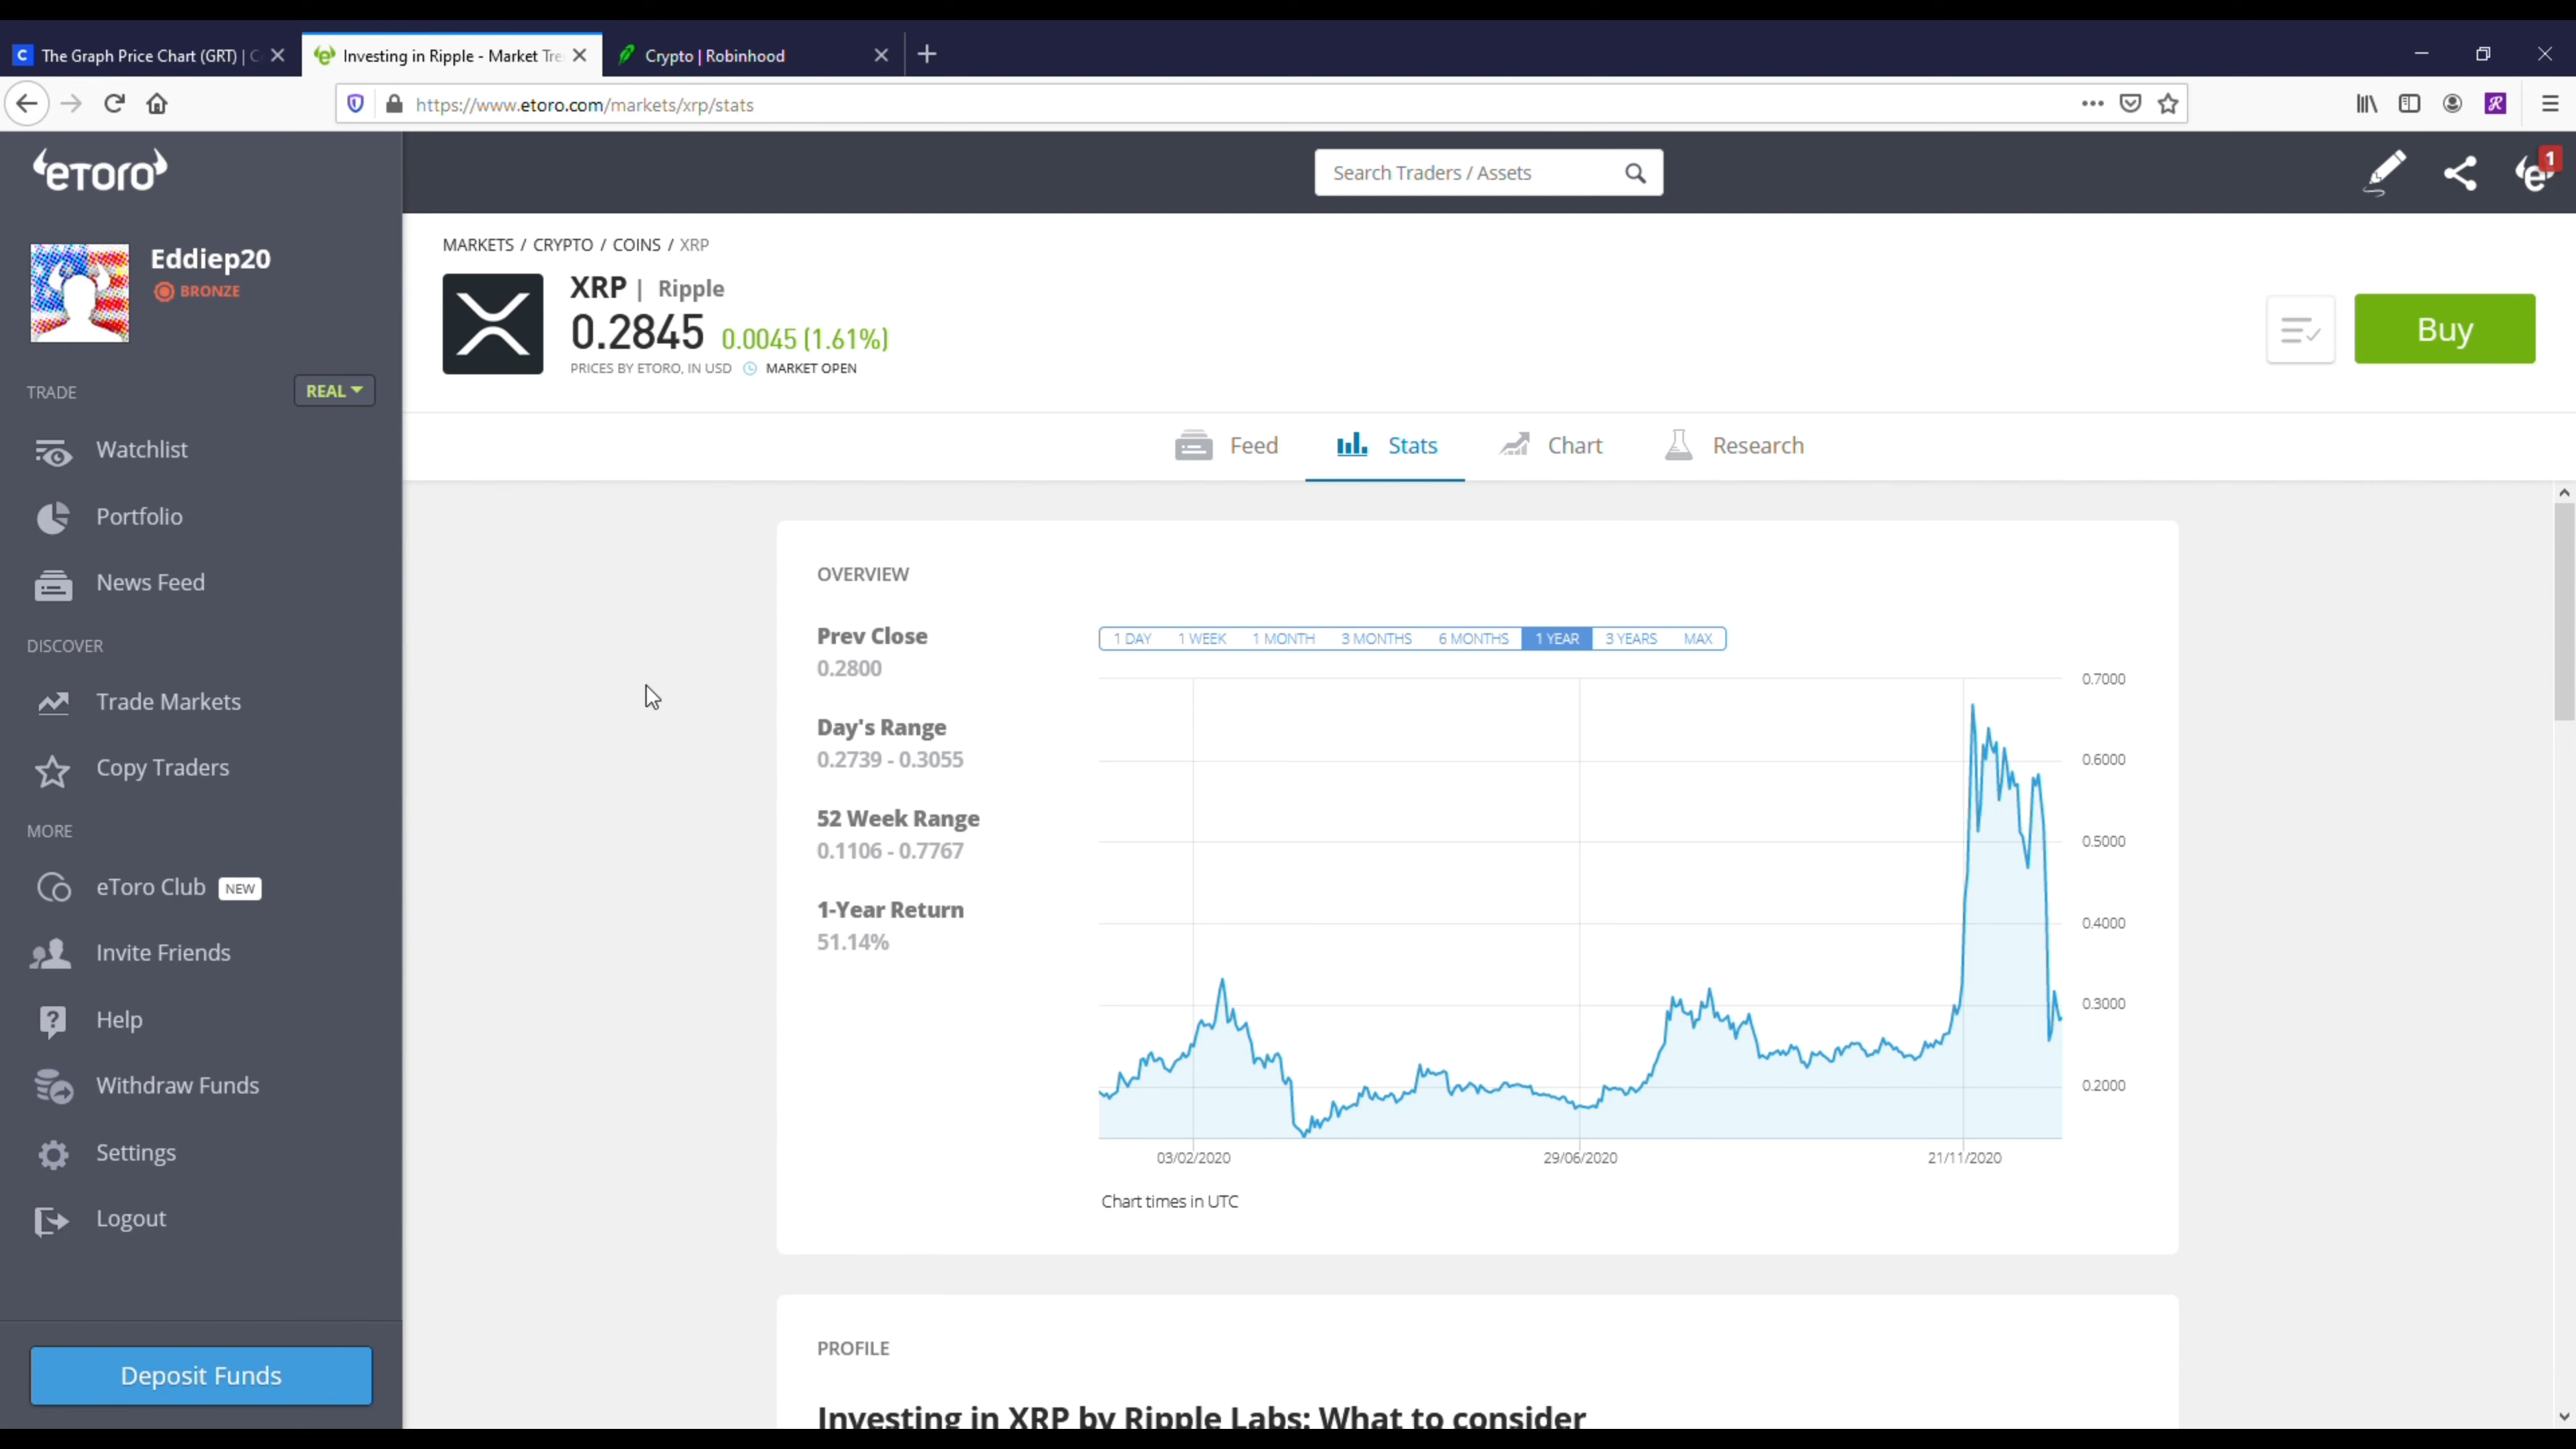 The Graph Price Chart (GRT) |
Investing in Ripple - Market Tre
Crypto | Robinhood
https://www.etoro.com/markets/xrp/stats
eTORO
Search Traders / Assets
1
Eddiep20
BRONZE
TRADE
REAL
Watchlist
Portfolio
News Feed
DISCOVER
Trade Markets
Copy Traders
MORE
eToro Club NEW
Invite Friends
Help
Withdraw Funds
Settings
Logout
Deposit Funds
MARKETS / CRYPTO / COINS / XRP
XRP | Ripple
0.2845 0.0045 (1.61%)
PRICES BY ETORO, IN USD MARKET OPEN
Buy
Feed
Stats
Chart
Research
OVERVIEW
Prev Close
0.2800
Day's Range
0.2739 - 0.3055
52 Week Range
0.1106 - 0.7767
1-Year Return
51.14%
1 DAY 1 WEEK 1 MONTH 3 MONTHS 6 MONTHS 1 YEAR 3 YEARS MAX
0.7000
0.6000
0.5000
0.4000
0.3000
0.2000
03/02/2020 29/06/2020 21/11/2020
Chart times in UTC
PROFILE
Investing in XRP by Ripple Labs: What to consider